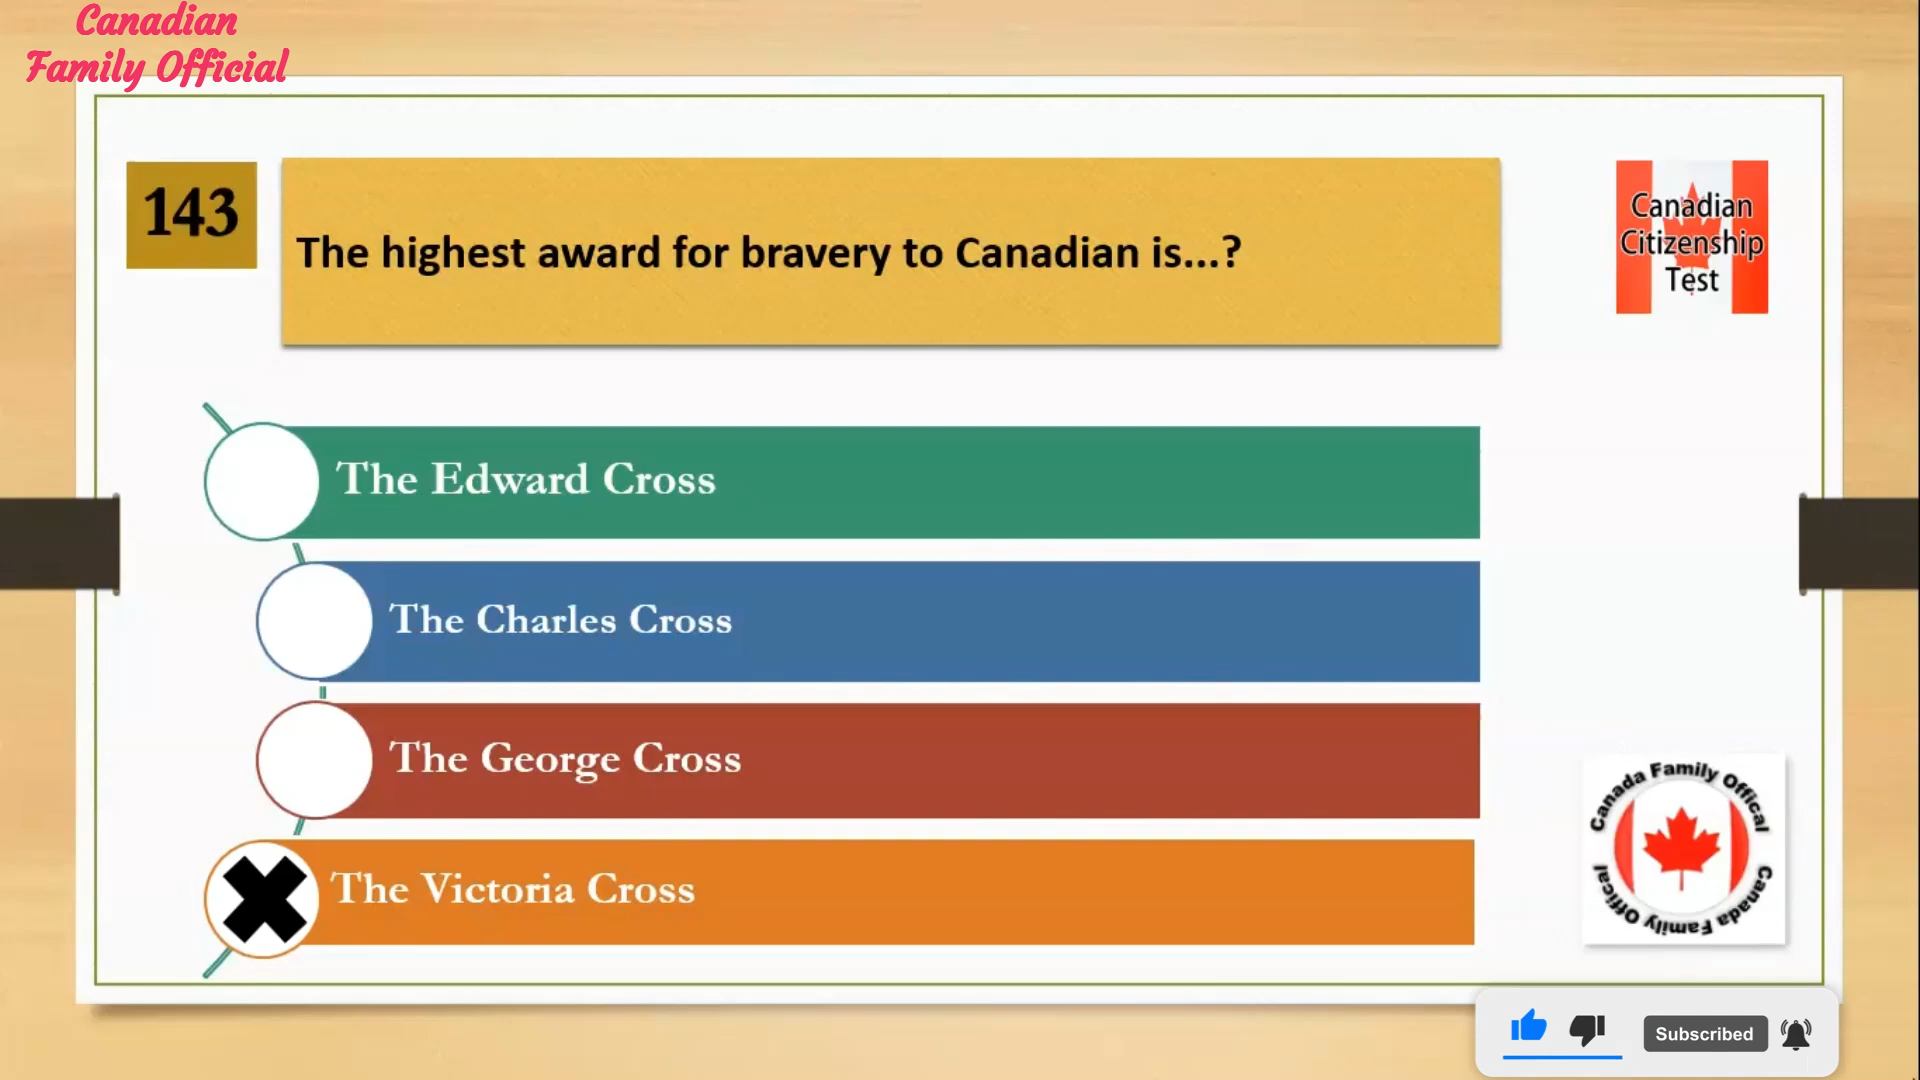 Canadian
Family Official
143
The highest award for bravery to Canadian is...?
Canadian
Citizenship
Test
The Edward Cross
The Charles Cross
The George Cross
The Victoria Cross
Canada Family Offical
Canada Family Offical
Subscribed